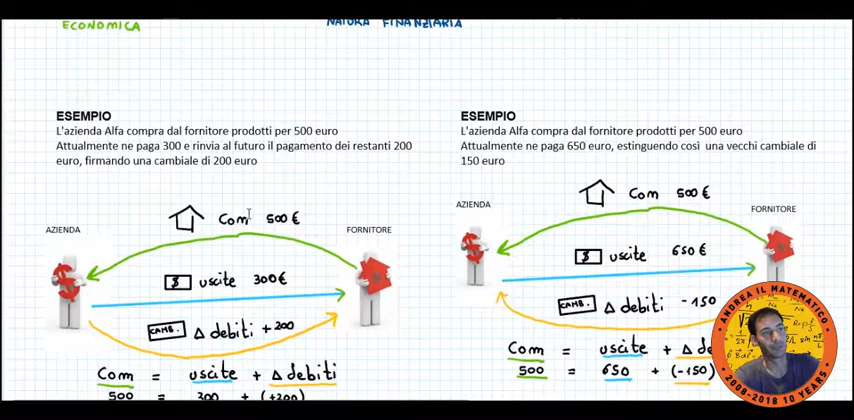 ECONOMICA
NATURA FINANZIARIA
ESEMPIO
L'azienda Alfa compra dal fornitore prodotti per 500 euro
Attualmente ne paga 300 e rinvia al futuro il pagamento dei restanti 200
euro, firmando una cambiale di 200 euro
AZIENDA
FORNITORE
Com 500 €
$ uscite 300 €
CAMB. Δ debiti +200
Com = uscite + Δ debiti
500 = 300 + (+200)
ESEMPIO
L'azienda Alfa compra dal fornitore prodotti per 500 euro
Attualmente ne paga 650 euro, estinguendo così una vecchi cambiale di
150 euro
AZIENDA
FORNITORE
Com 500 €
$ uscite 650 €
CAMB. Δ debiti -150
Com = uscite + Δ de
500 = 650 + (-150)
ANDREA IL MATEMATICO
2008-2018 10 YEARS